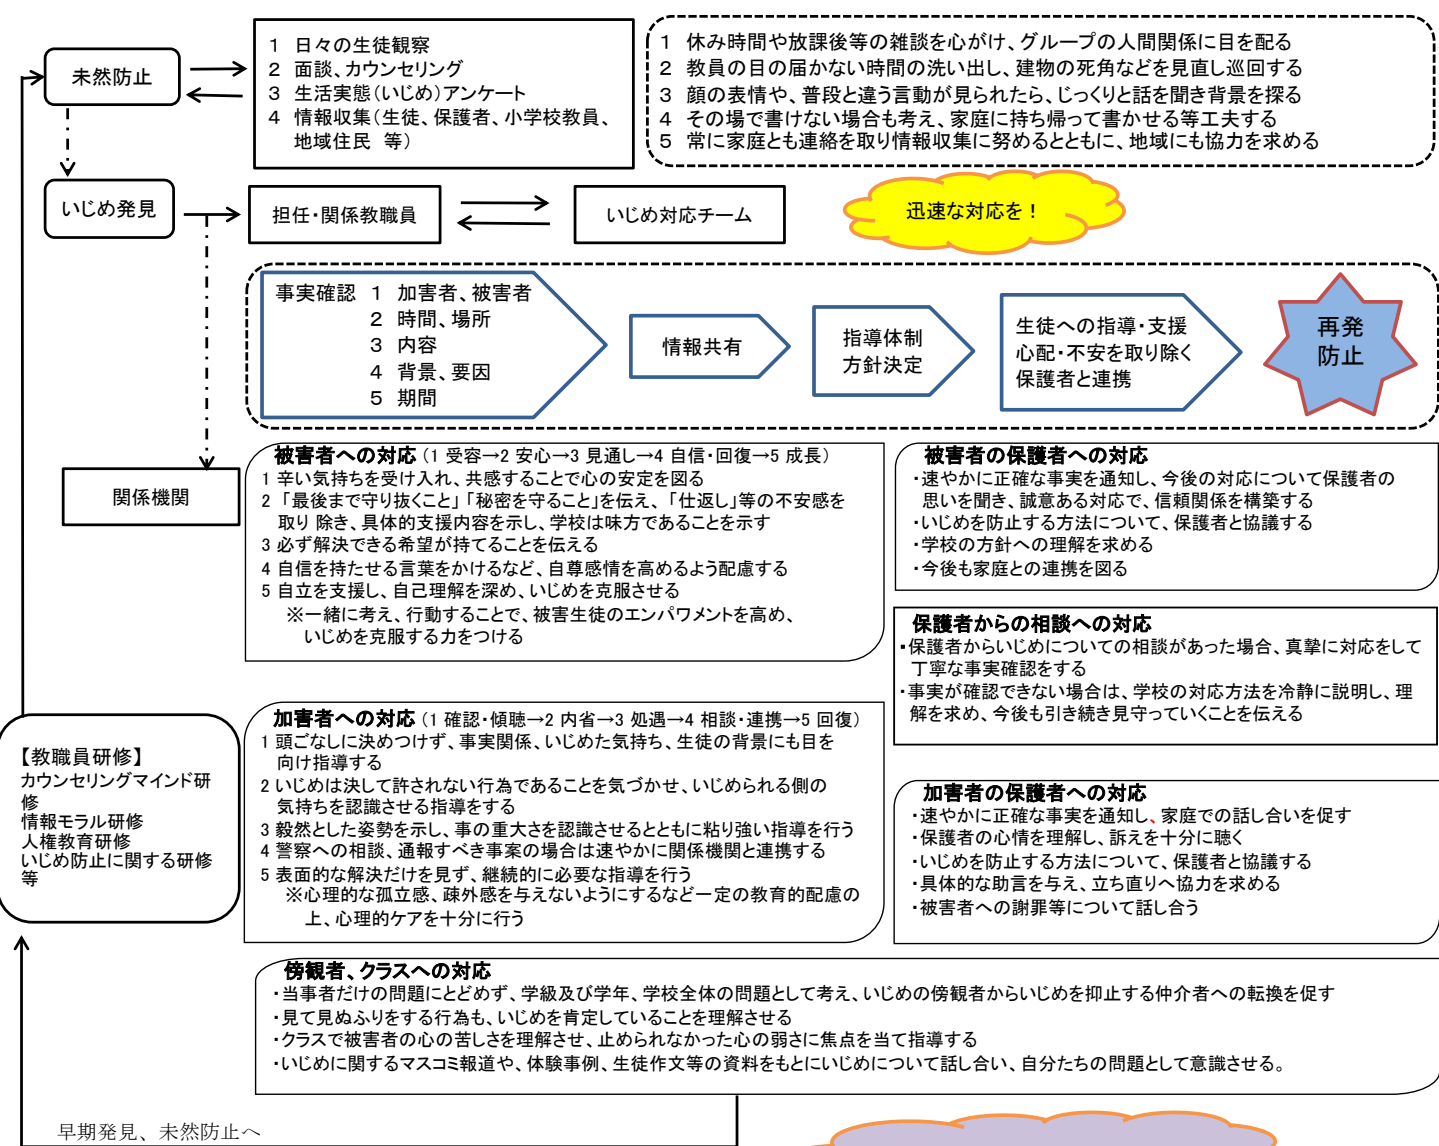 未然防止
1 日々の生徒観察
2 面談、カウンセリング
3 生活実態(いじめ)アンケート
4 情報収集(生徒、保護者、小学校教員、
地域住民 等)
1 休み時間や放課後等の雑談を心がけ、グループの人間関係に目を配る
2 教員の目の届かない時間の洗い出し、建物の死角などを見直し巡回する
3 顔の表情や、普段と違う言動が見られたら、じっくりと話を聞き背景を探る
4 その場で書けない場合も考え、家庭に持ち帰って書かせる等工夫する
5 常に家庭とも連絡を取り情報収集に努めるとともに、地域にも協力を求める
いじめ発見
担任・関係教職員
いじめ対応チーム
迅速な対応を!
事実確認 1 加害者、被害者
2 時間、場所
3 内容
4 背景、要因
5 期間
情報共有
指導体制
方針決定
生徒への指導・支援
心配・不安を取り除く
保護者と連携
再発
防止
関係機関
被害者への対応(1 受容→2 安心→3 見通し→4 自信・回復→5 成長)
1 辛い気持ちを受け入れ、共感することで心の安定を図る
2 「最後まで守り抜くこと」「秘密を守ること」を伝え、「仕返し」等の不安感を
取り 除き、具体的支援内容を示し、学校は味方であることを示す
3 必ず解決できる希望が持てることを伝える
4 自信を持たせる言葉をかけるなど、自尊感情を高めるよう配慮する
5 自立を支援し、自己理解を深め、いじめを克服させる
※一緒に考え、行動することで、被害生徒のエンパワメントを高め、
いじめを克服する力をつける
被害者の保護者への対応
・速やかに正確な事実を通知し、今後の対応について保護者の
思いを聞き、誠意ある対応で、信頼関係を構築する
・いじめを防止する方法について、保護者と協議する
・学校の方針への理解を求める
・今後も家庭との連携を図る
保護者からの相談への対応
・保護者からいじめについての相談があった場合、真摯に対応をして
丁寧な事実確認をする
・事実が確認できない場合は、学校の対応方法を冷静に説明し、理
解を求め、今後も引き続き見守っていくことを伝える
加害者への対応(1 確認・傾聴→2 内省→3 処遇→4 相談・連携→5 回復)
1 頭ごなしに決めつけず、事実関係、いじめた気持ち、生徒の背景にも目を
向け指導する
2 いじめは決して許されない行為であることを気づかせ、いじめられる側の
気持ちを認識させる指導をする
3 毅然とした姿勢を示し、事の重大さを認識させるとともに粘り強い指導を行う
4 警察への相談、通報すべき事案の場合は速やかに関係機関と連携する
5 表面的な解決だけを見ず、継続的に必要な指導を行う
※心理的な孤立感、疎外感を与えないようにするなど一定の教育的配慮の
上、心理的ケアを十分に行う
【教職員研修】
カウンセリングマインド研
修
情報モラル研修
人権教育研修
いじめ防止に関する研修
等
加害者の保護者への対応
・速やかに正確な事実を通知し、家庭での話し合いを促す
・保護者の心情を理解し、訴えを十分に聴く
・いじめを防止する方法について、保護者と協議する
・具体的な助言を与え、立ち直りへ協力を求める
・被害者への謝罪等について話し合う
傍観者、クラスへの対応
・当事者だけの問題にとどめず、学級及び学年、学校全体の問題として考え、いじめの傍観者からいじめを抑止する仲介者への転換を促す
・見て見ぬふりをする行為も、いじめを肯定していることを理解させる
・クラスで被害者の心の苦しさを理解させ、止められなかった心の弱さに焦点を当て指導する
・いじめに関するマスコミ報道や、体験事例、生徒作文等の資料をもとにいじめについて話し合い、自分たちの問題として意識させる。
早期発見、未然防止へ